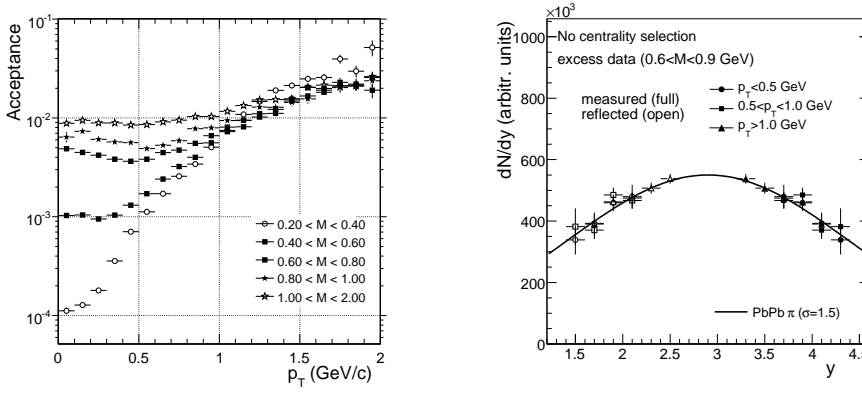 Acceptance
10⁻¹
10⁻²
10⁻³
10⁻⁴
0.20 < M < 0.40
0.40 < M < 0.60
0.60 < M < 0.80
0.80 < M < 1.00
1.00 < M < 2.00
0 0.5 1 1.5 2
p_T (GeV/c)
×10³
dN/dy (arbitr. units)
1000
800
600
400
200
0
No centrality selection
excess data (0.6<M<0.9 GeV)
measured (full)
reflected (open)
p_T<0.5 GeV
0.5<p_T<1.0 GeV
p_T>1.0 GeV
PbPb π (σ=1.5)
1.5 2 2.5 3 3.5 4 4.5
y